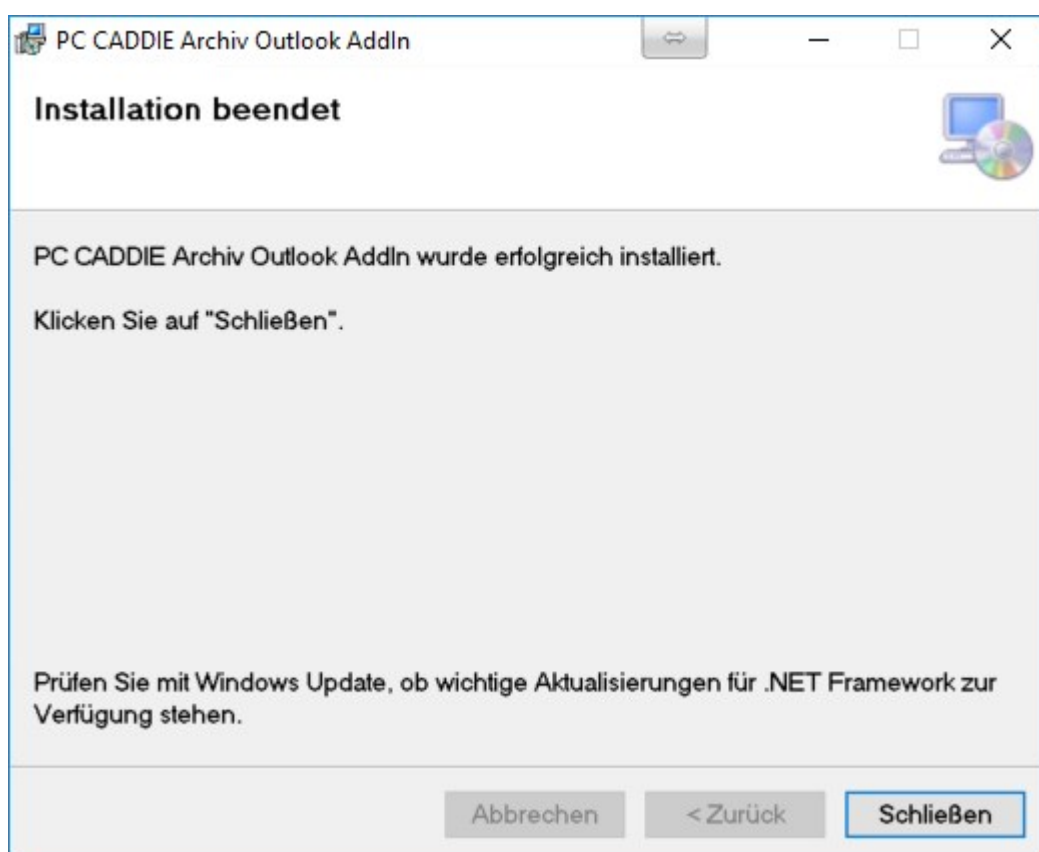 PC CADDIE Archiv Outlook AddIn
Installation beendet
PC CADDIE Archiv Outlook AddIn wurde erfolgreich installiert.
Klicken Sie auf "Schließen".
Prüfen Sie mit Windows Update, ob wichtige Aktualisierungen für .NET Framework zur
Verfügung stehen.
Abbrechen < Zurück Schließen